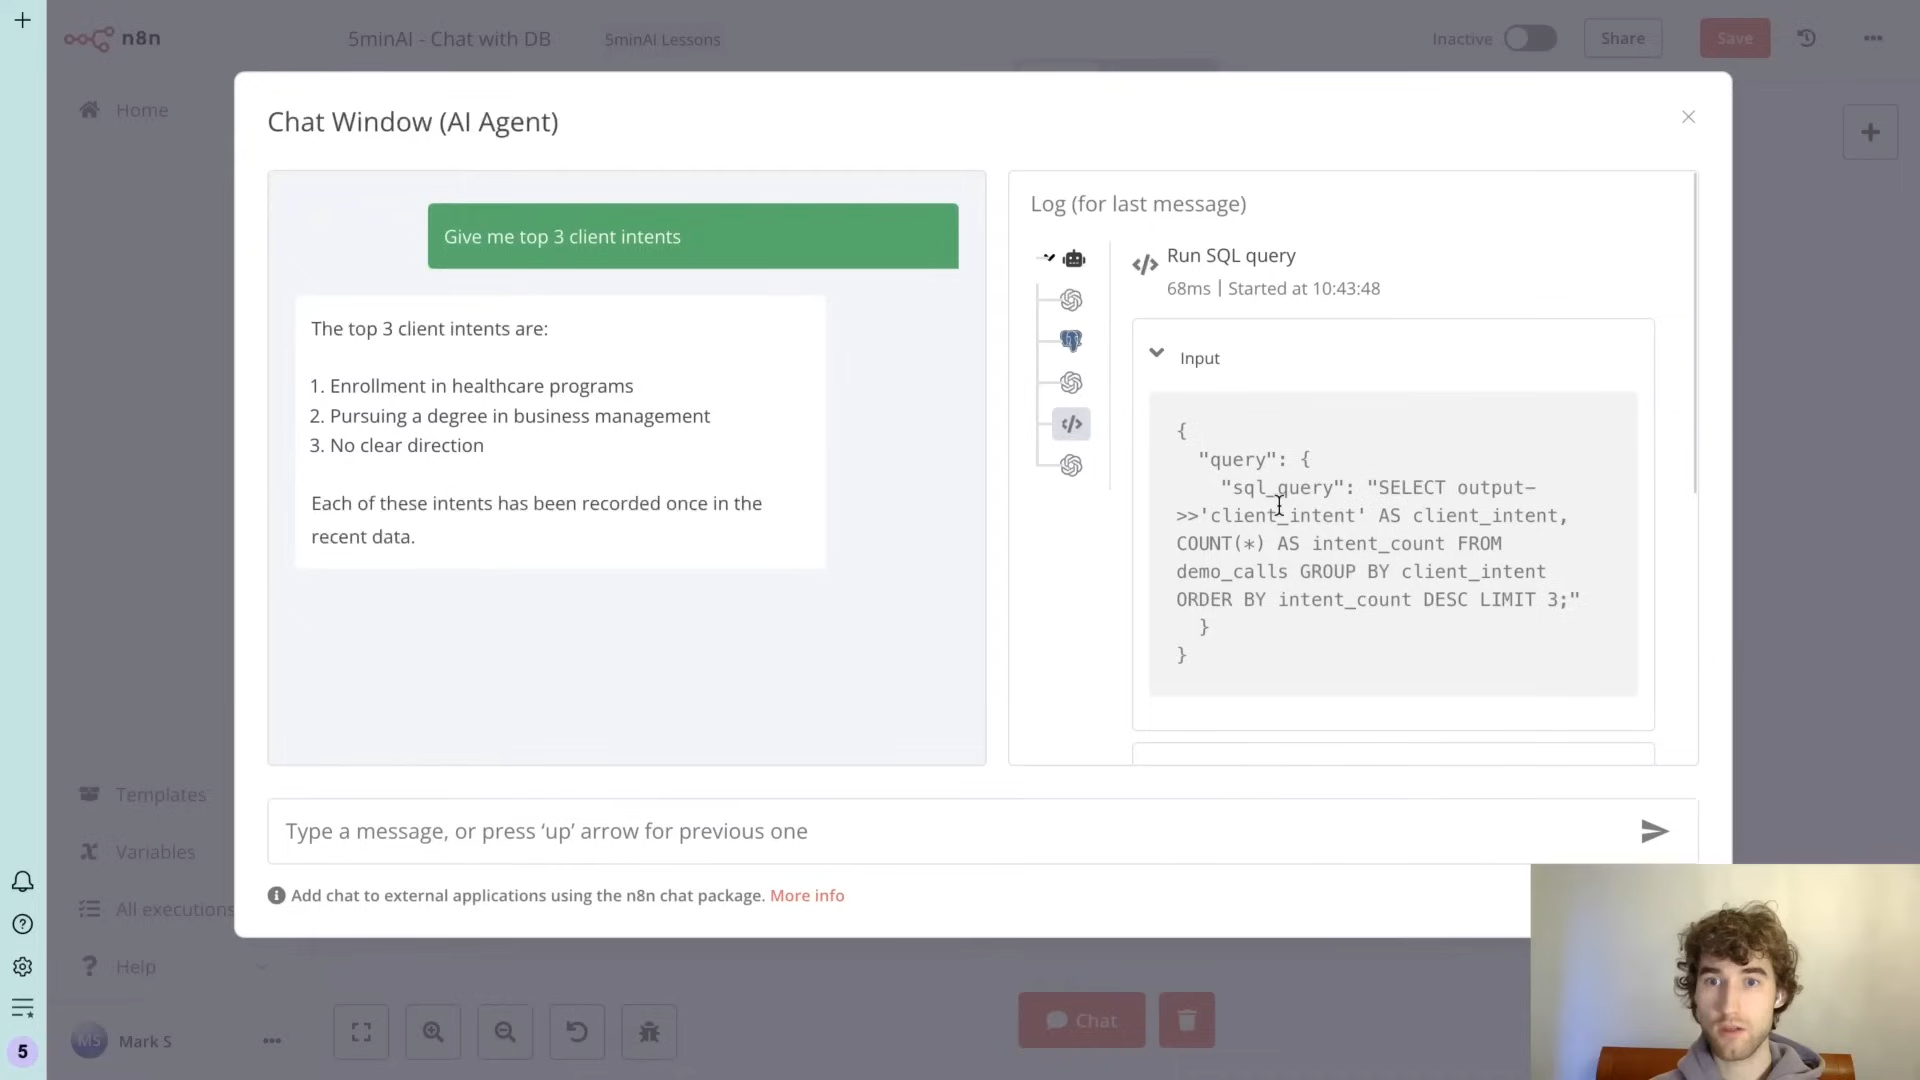 n8n
5minAI - Chat with DB
5minAI Lessons
Inactive
Share
Save
Home
Chat Window (AI Agent)
Give me top 3 client intents
The top 3 client intents are:
1. Enrollment in healthcare programs
2. Pursuing a degree in business management
3. No clear direction
Each of these intents has been recorded once in the
recent data.
Log (for last message)
Run SQL query
68ms | Started at 10:43:48
Input
{
"query": {
"sql_query": "SELECT output-
>>'client_intent' AS client_intent,
COUNT(*) AS intent_count FROM
demo_calls GROUP BY client_intent
ORDER BY intent_count DESC LIMIT 3;"
}
}
Templates
Variables
All executions
Help
Type a message, or press ‘up’ arrow for previous one
Add chat to external applications using the n8n chat package. More info
MS
Mark S
Chat
5